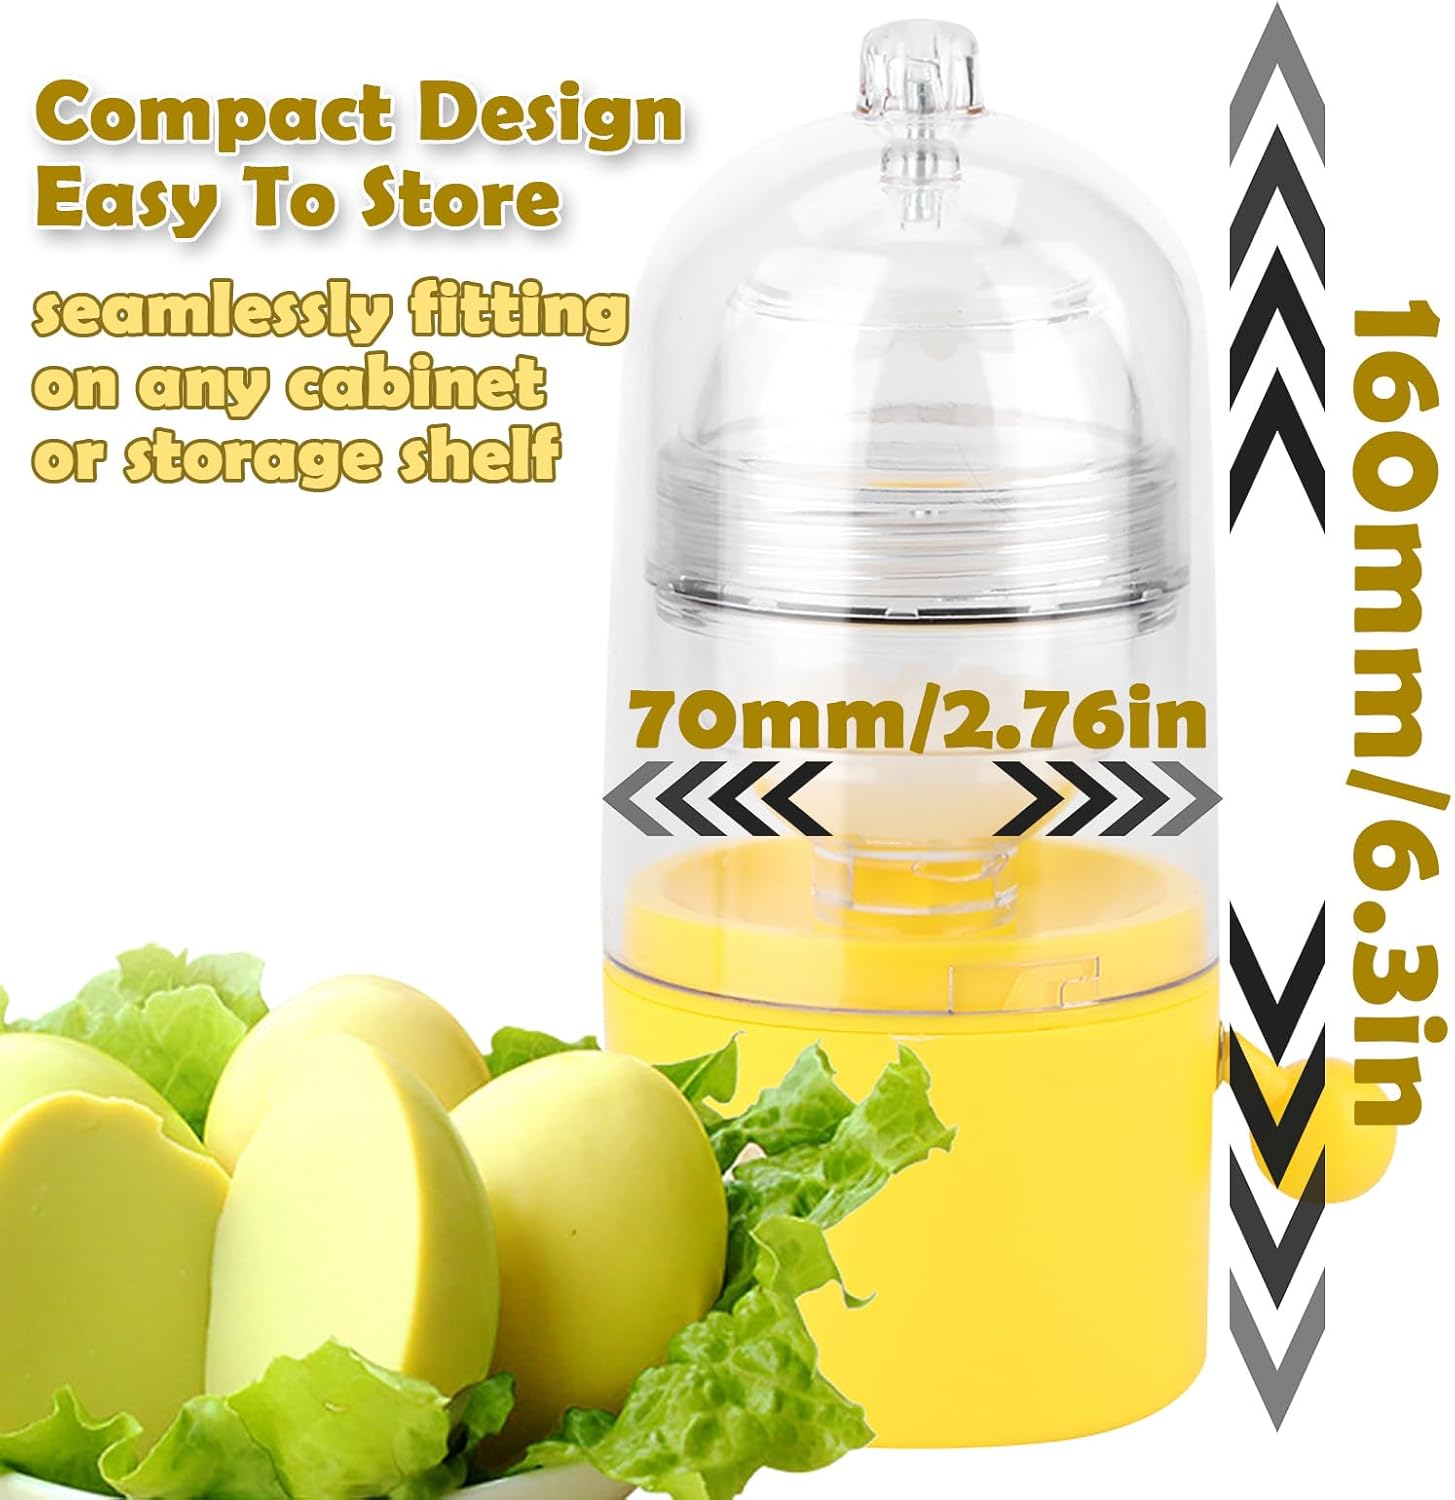 Compact Design
Easy To Store
seamlessly fitting
on any cabinet
or storage shelf
70mm/2.76in
160mm/6.3in